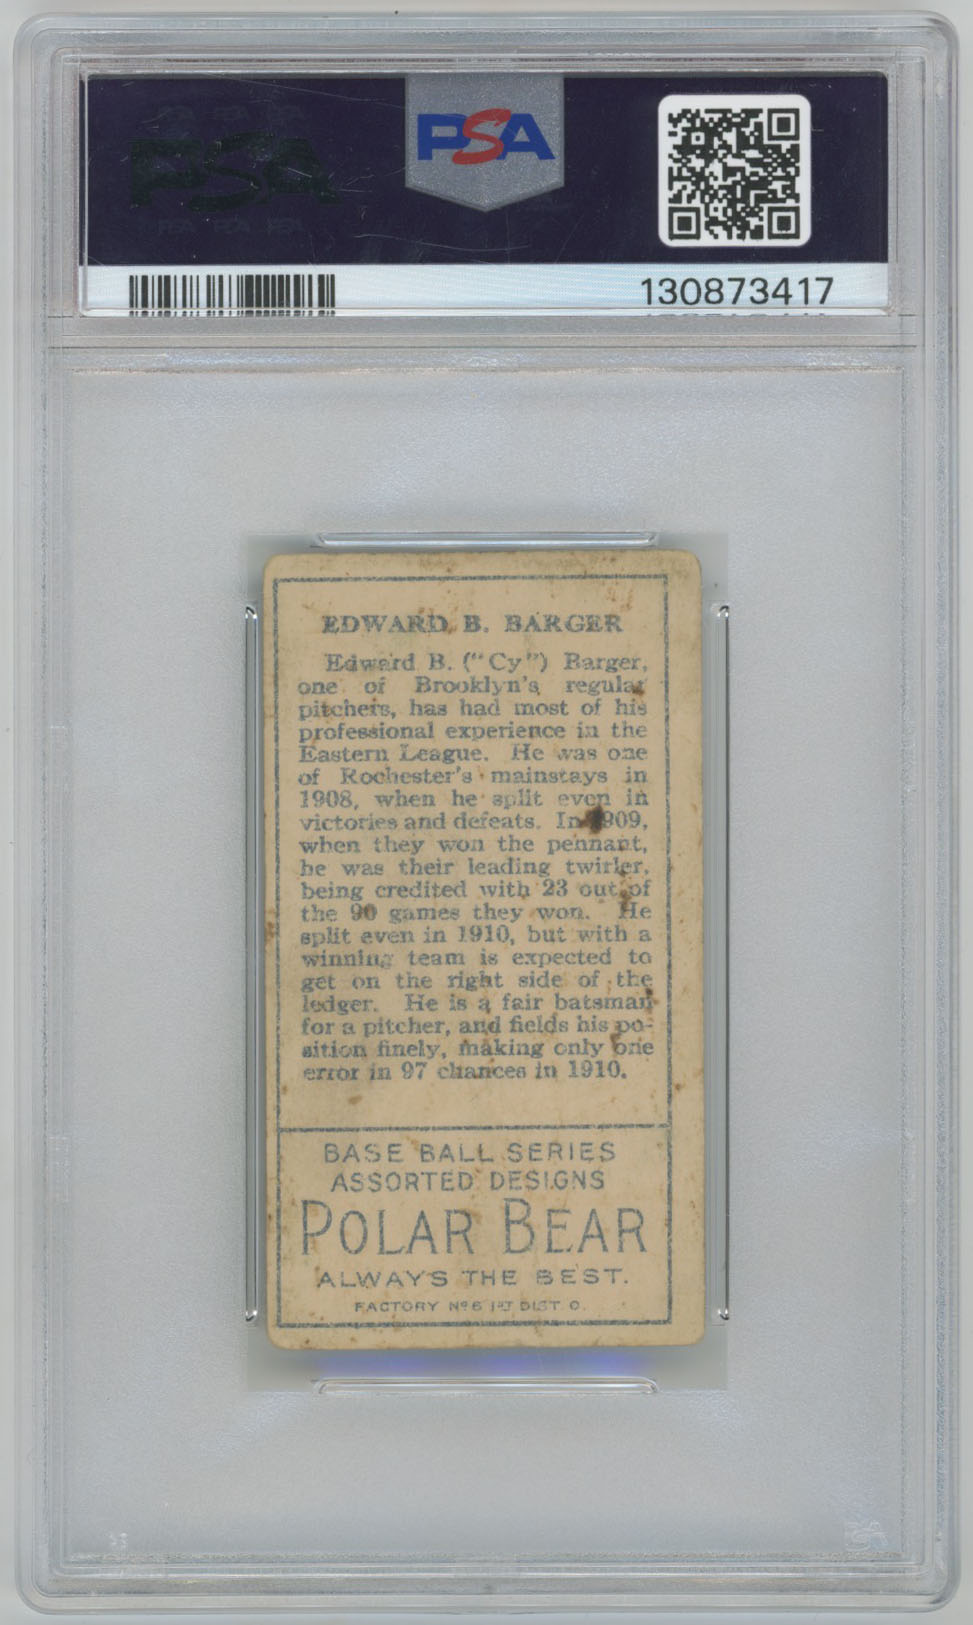 PSA
PSA
PSA PSA PSA
130873417
EDWARD B. BARGER
Edward B. ("Cy") Barger,
one of Brooklyn's regular
pitchers, has had most of his
professional experience in the
Eastern League. He was one
of Rochester's mainstays in
1908, when he split even in
victories and defeats. In 1909,
when they won the pennant,
he was their leading twirler,
being credited with 23 out of
the 90 games they won. He
split even in 1910, but with a
winning team is expected to
get on the right side of the
ledger. He is a fair batsman
for a pitcher, and fields his po-
sition finely, making only one
error in 97 chances in 1910.
BASE BALL SERIES
ASSORTED DESIGNS
POLAR BEAR
ALWAYS THE BEST.
FACTORY Nº 6 1ST DIST O.